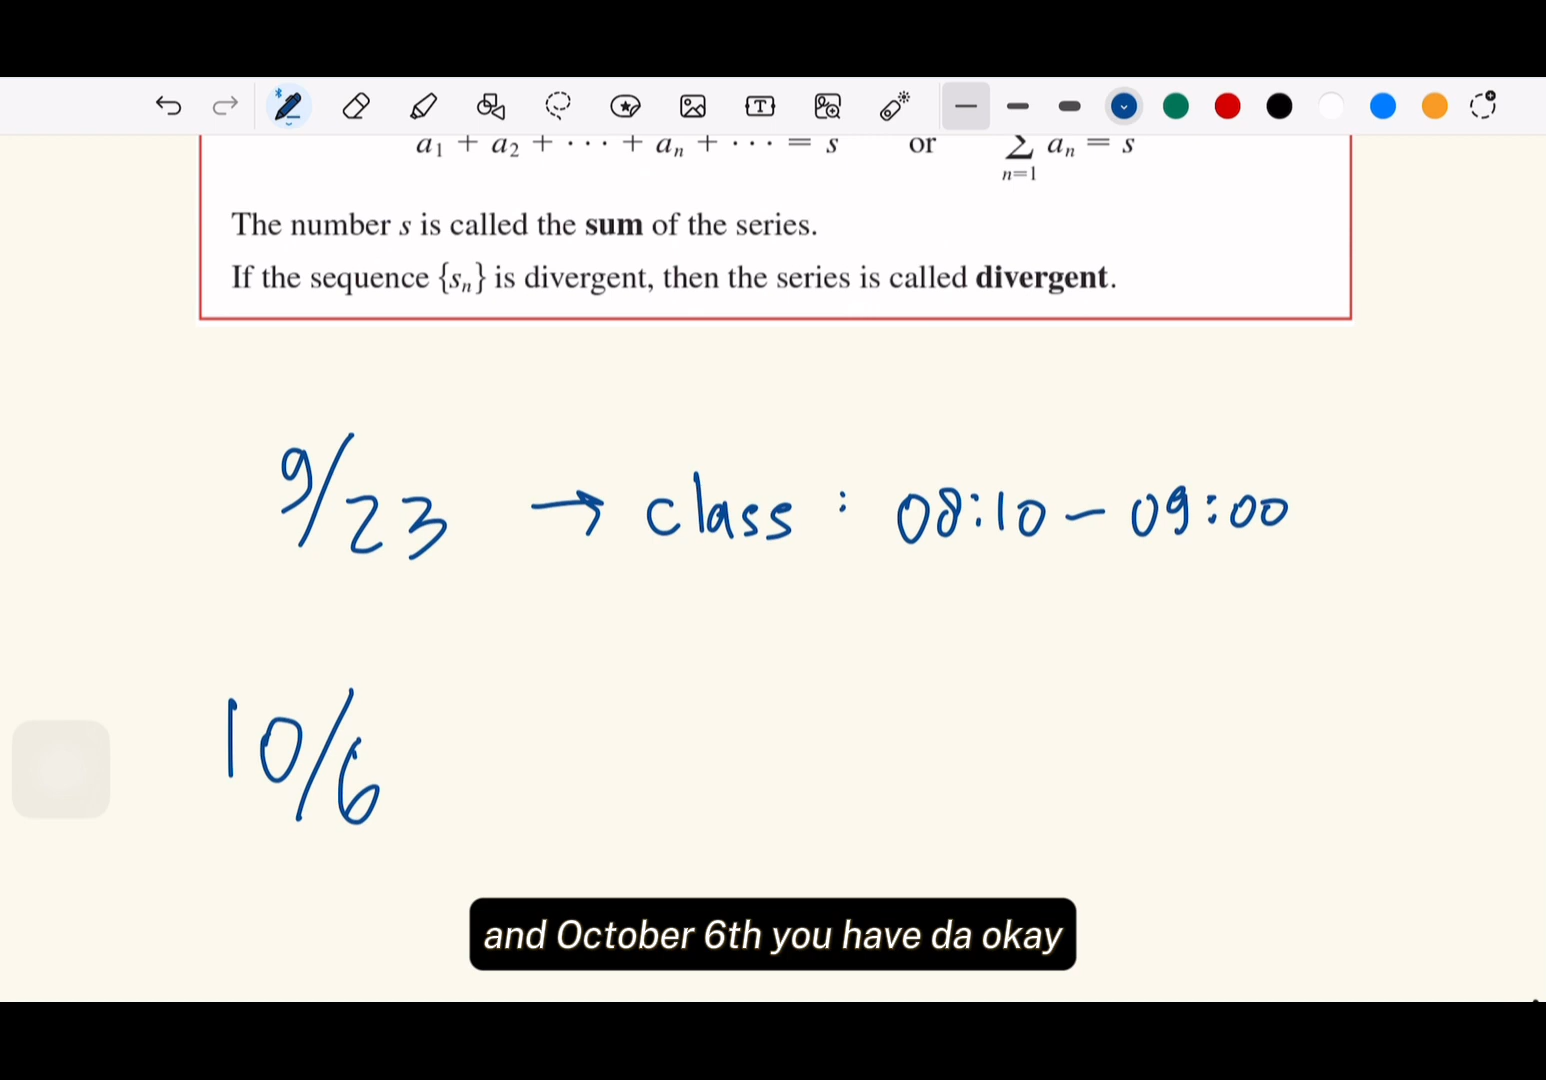 a₁ + a₂ + · · · + aₙ + · · · = s or ∑ aₙ = s
n=1
The number s is called the sum of the series.
If the sequence {sₙ} is divergent, then the series is called divergent.
9/23 → class : 08:10 – 09:00
10/6
and October 6th you have da okay